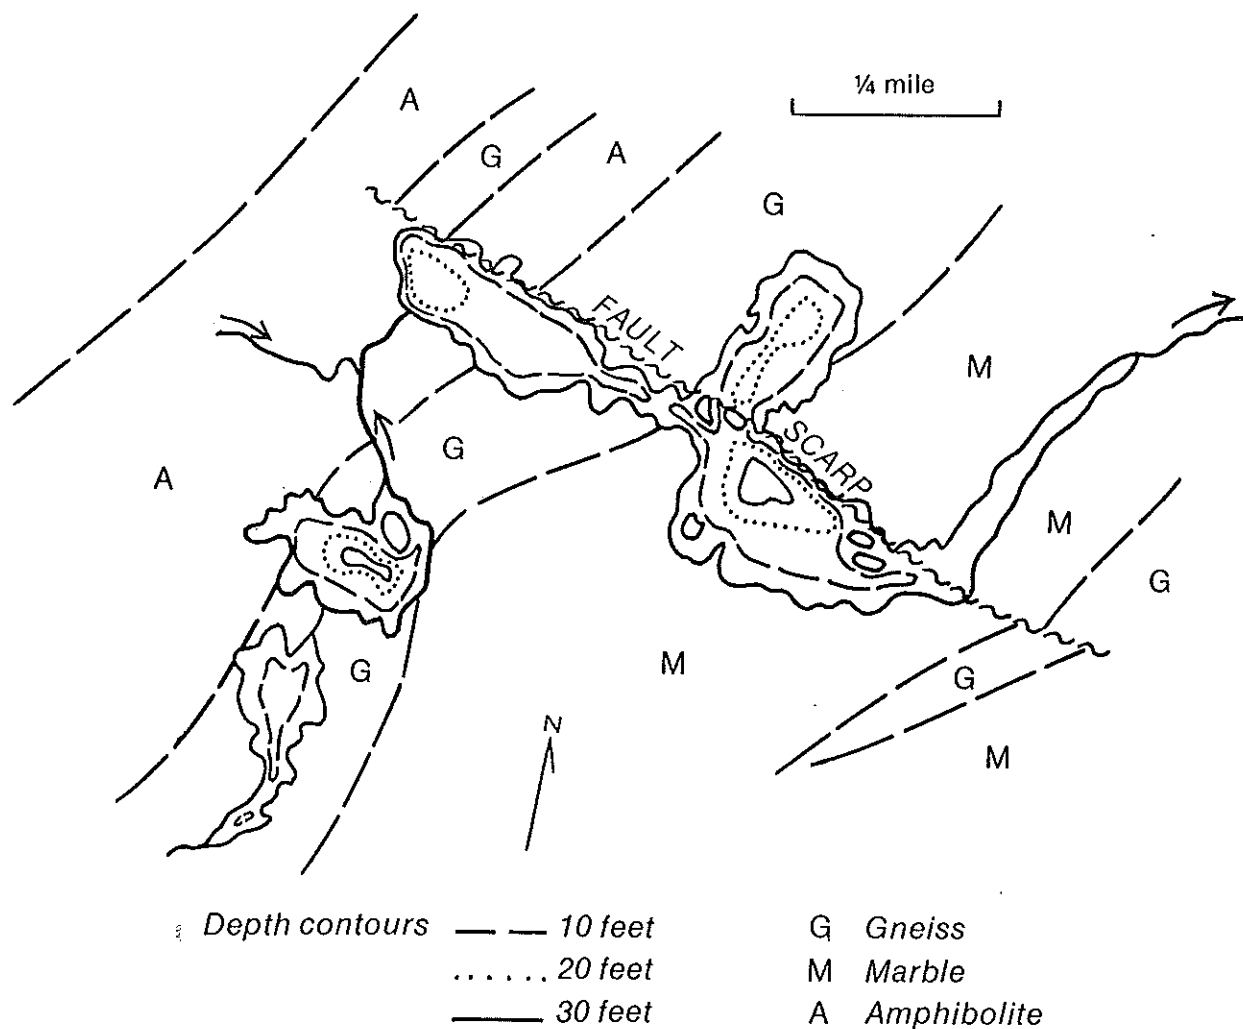 ¼ mile
A
G
A
G
FAULT
M
SCARP
G
A
M
G
G
M
G
M
N
Depth contours
10 feet
20 feet
30 feet
G Gneiss
M Marble
A Amphibolite